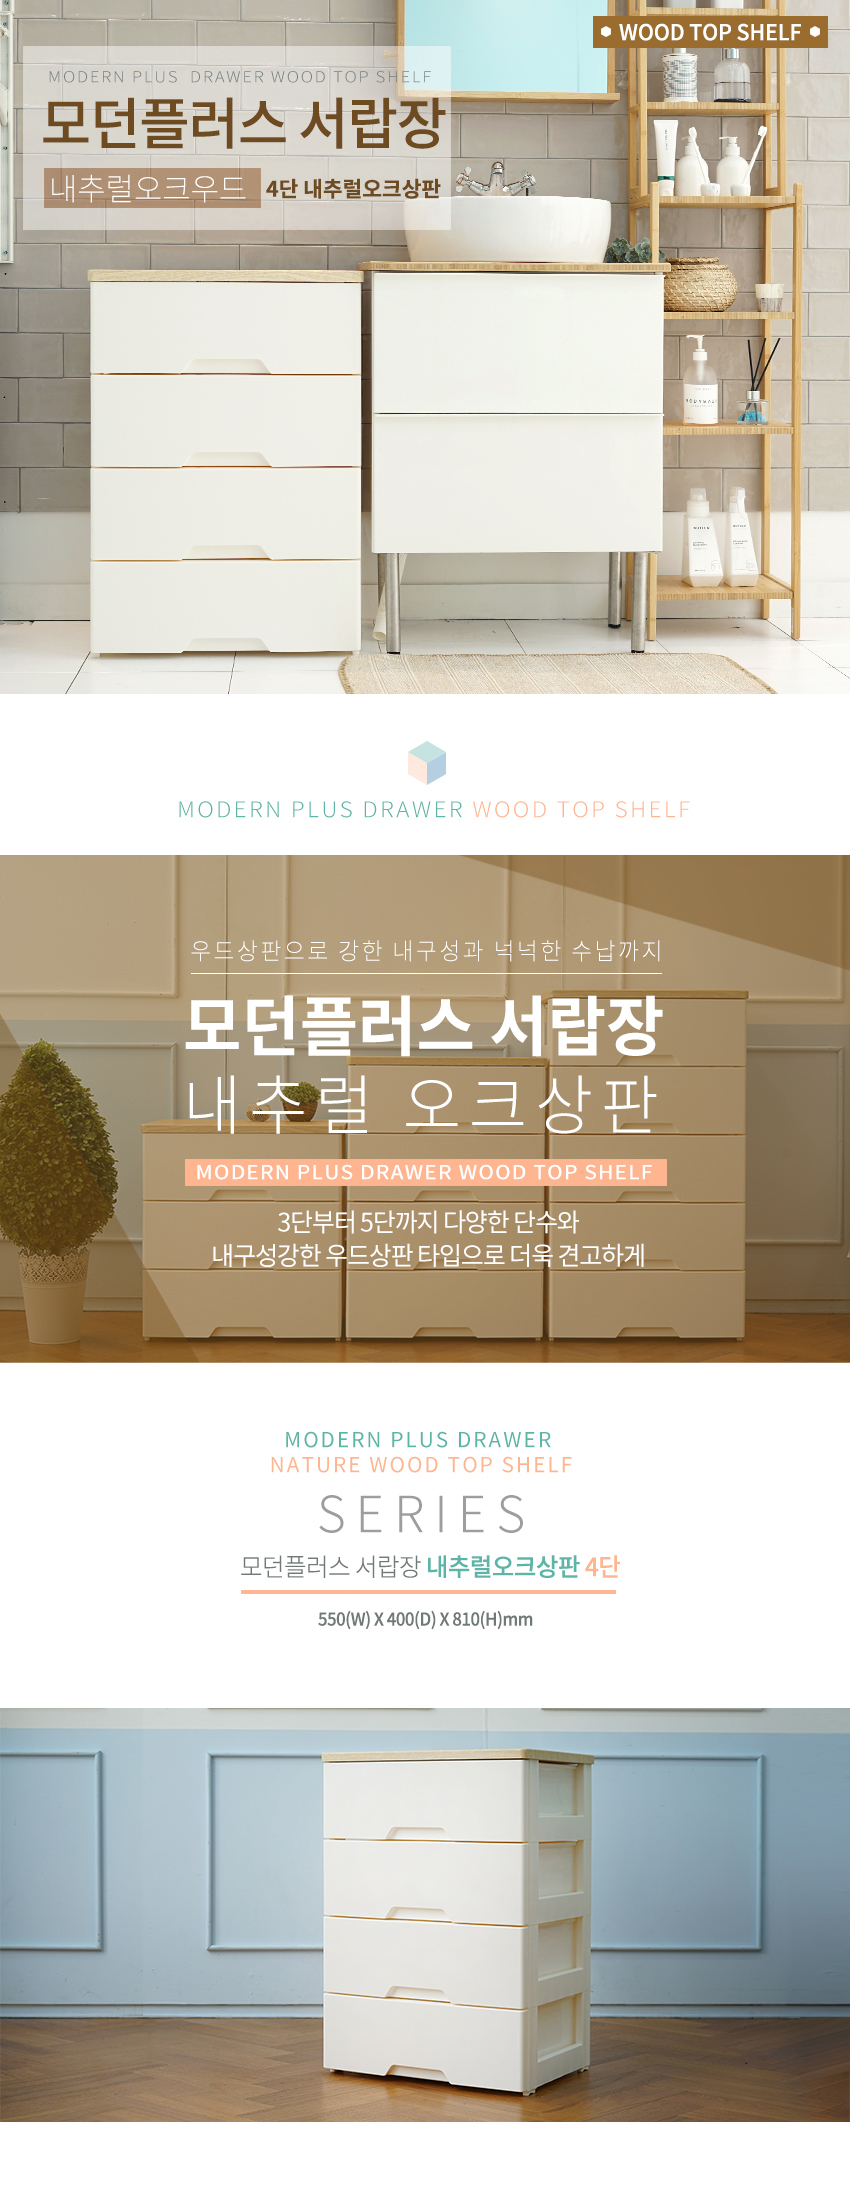 WOOD TOP SHELF
MODERN PLUS DRAWER WOOD TOP SHELF
모던플러스 서랍장
내추럴오크우드 4단 내추럴오크상판
MODERN PLUS DRAWER WOOD TOP SHELF
우드상판으로 강한 내구성과 넉넉한 수납까지
모던플러스 서랍장
내추럴 오크상판
MODERN PLUS DRAWER WOOD TOP SHELF
3단부터 5단까지 다양한 단수와
내구성강한 우드상판 타입으로 더욱 견고하게
MODERN PLUS DRAWER
NATURE WOOD TOP SHELF
SERIES
모던플러스 서랍장 내추럴오크상판 4단
550(W) X 400(D) X 810(H)mm